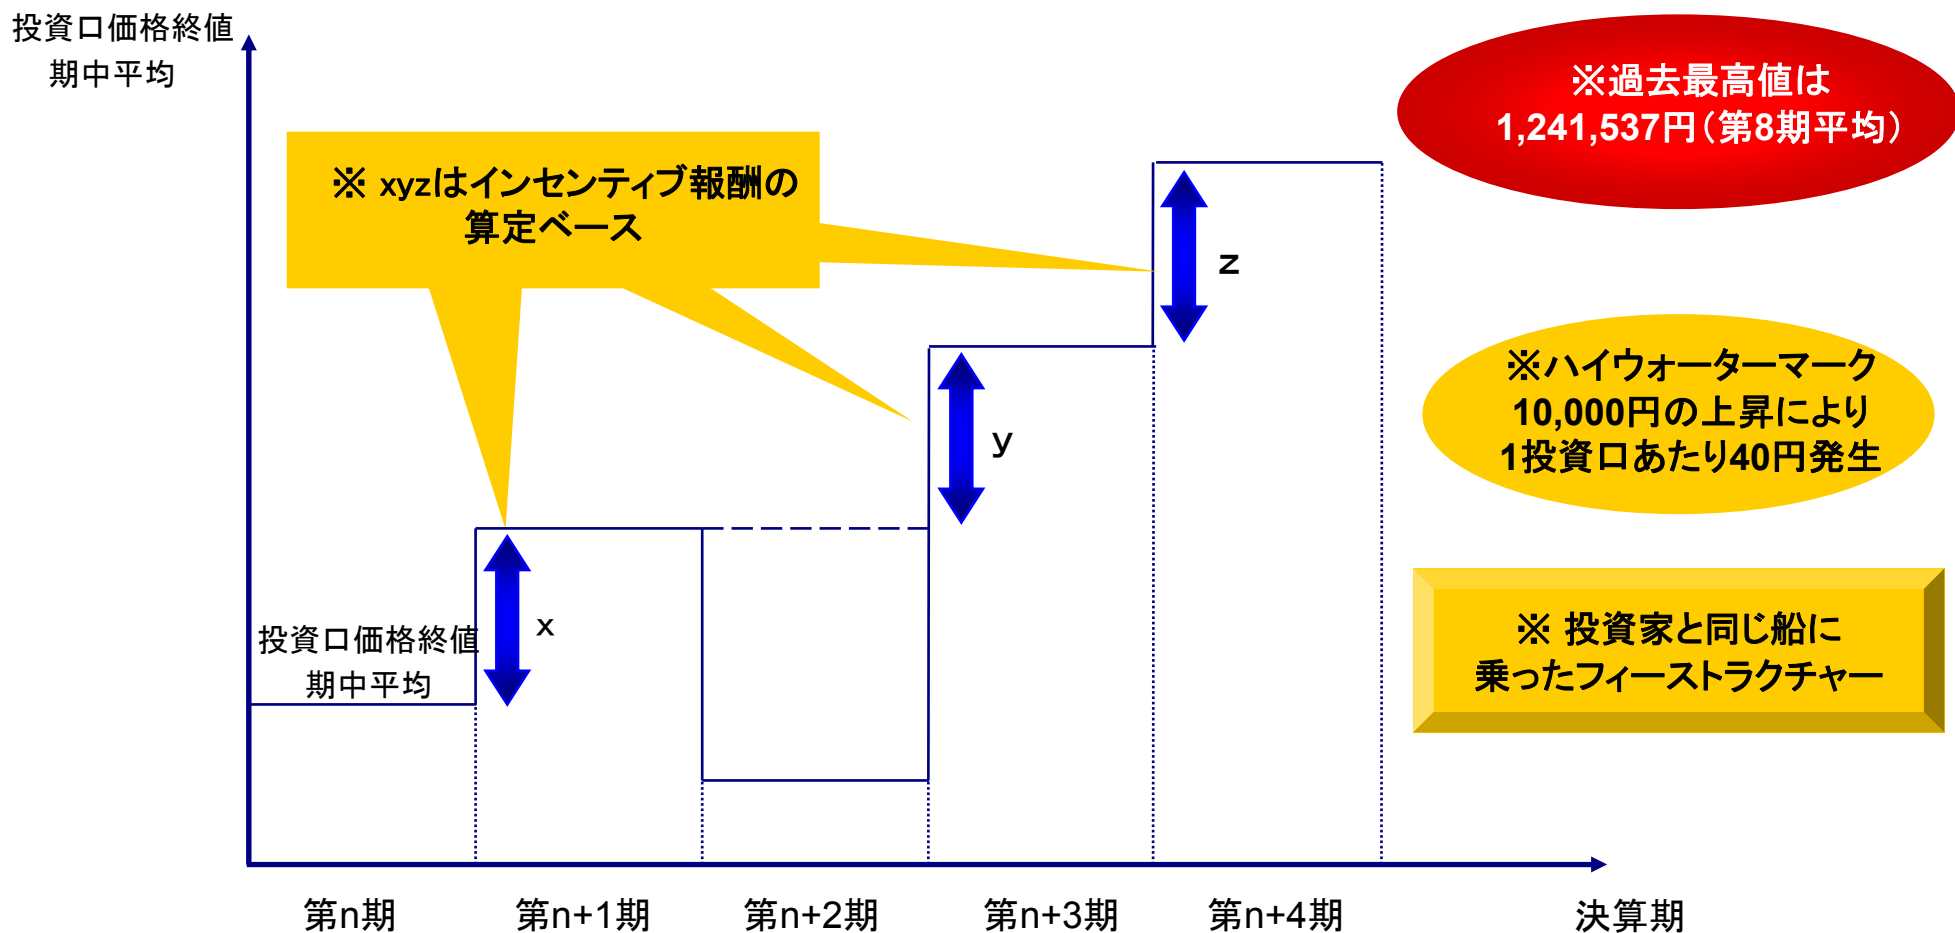 投資口価格終値
期中平均
※過去最高値は
1,241,537円（第8期平均）
※ xyzはインセンティブ報酬の
算定ベース
z
※ハイウォーターマーク
10,000円の上昇により
1投資口あたり40円発生
y
x
投資口価格終値
期中平均
※ 投資家と同じ船に
乗ったフィーストラクチャー
第n期
第n+1期
第n+2期
第n+3期
第n+4期
決算期